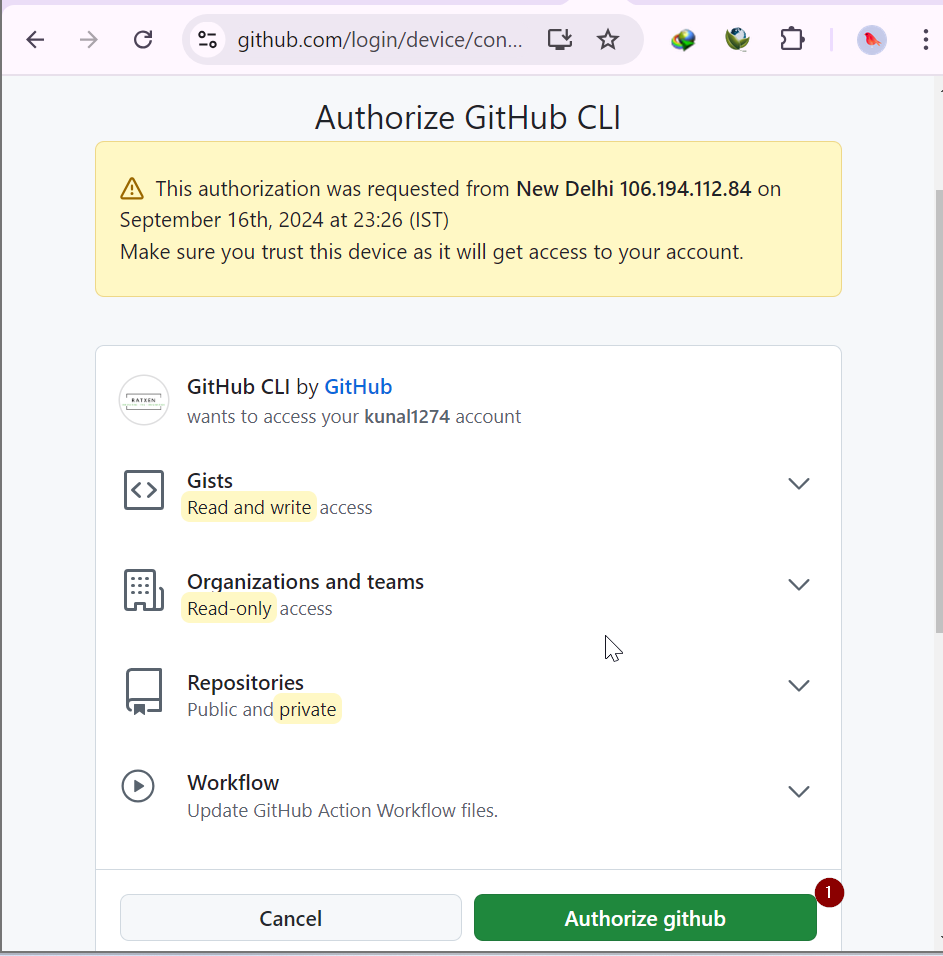 github.com/login/device/con...
Authorize GitHub CLI
This authorization was requested from New Delhi 106.194.112.84 on
September 16th, 2024 at 23:26 (IST)
Make sure you trust this device as it will get access to your account.
GitHub CLI by GitHub
wants to access your kunal1274 account
Gists
Read and write access
Organizations and teams
Read-only access
Repositories
Public and private
Workflow
Update GitHub Action Workflow files.
Cancel
Authorize github
1